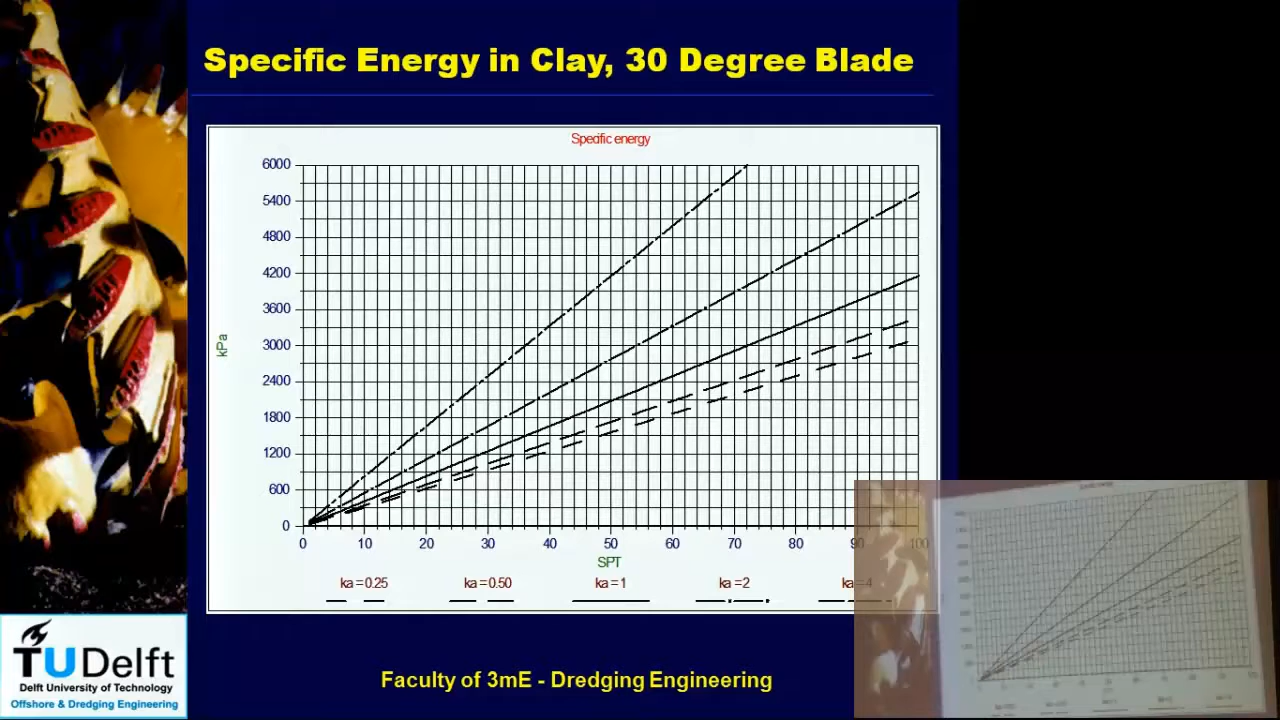 Specific Energy in Clay, 30 Degree Blade
Specific energy
6000
5400
4800
4200
3600
3000
2400
1800
1200
600
0
kPa
0 10 20 30 40 50 60 70 80 90 100
SPT
ka = 0.25 ka = 0.50 ka = 1 ka = 2 ka = 4
Faculty of 3mE - Dredging Engineering
TU Delft
Delft University of Technology
Offshore & Dredging Engineering